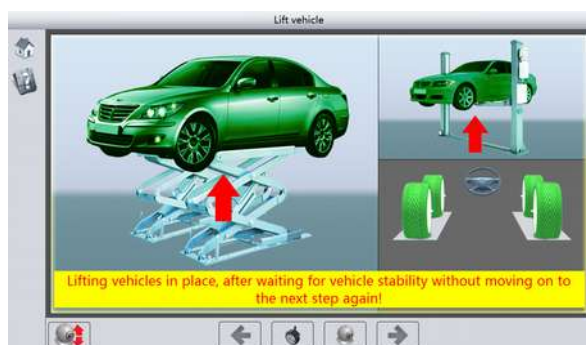 Lift vehicle
Lifting vehicles in place, after waiting for vehicle stability without moving on to
the next step again!